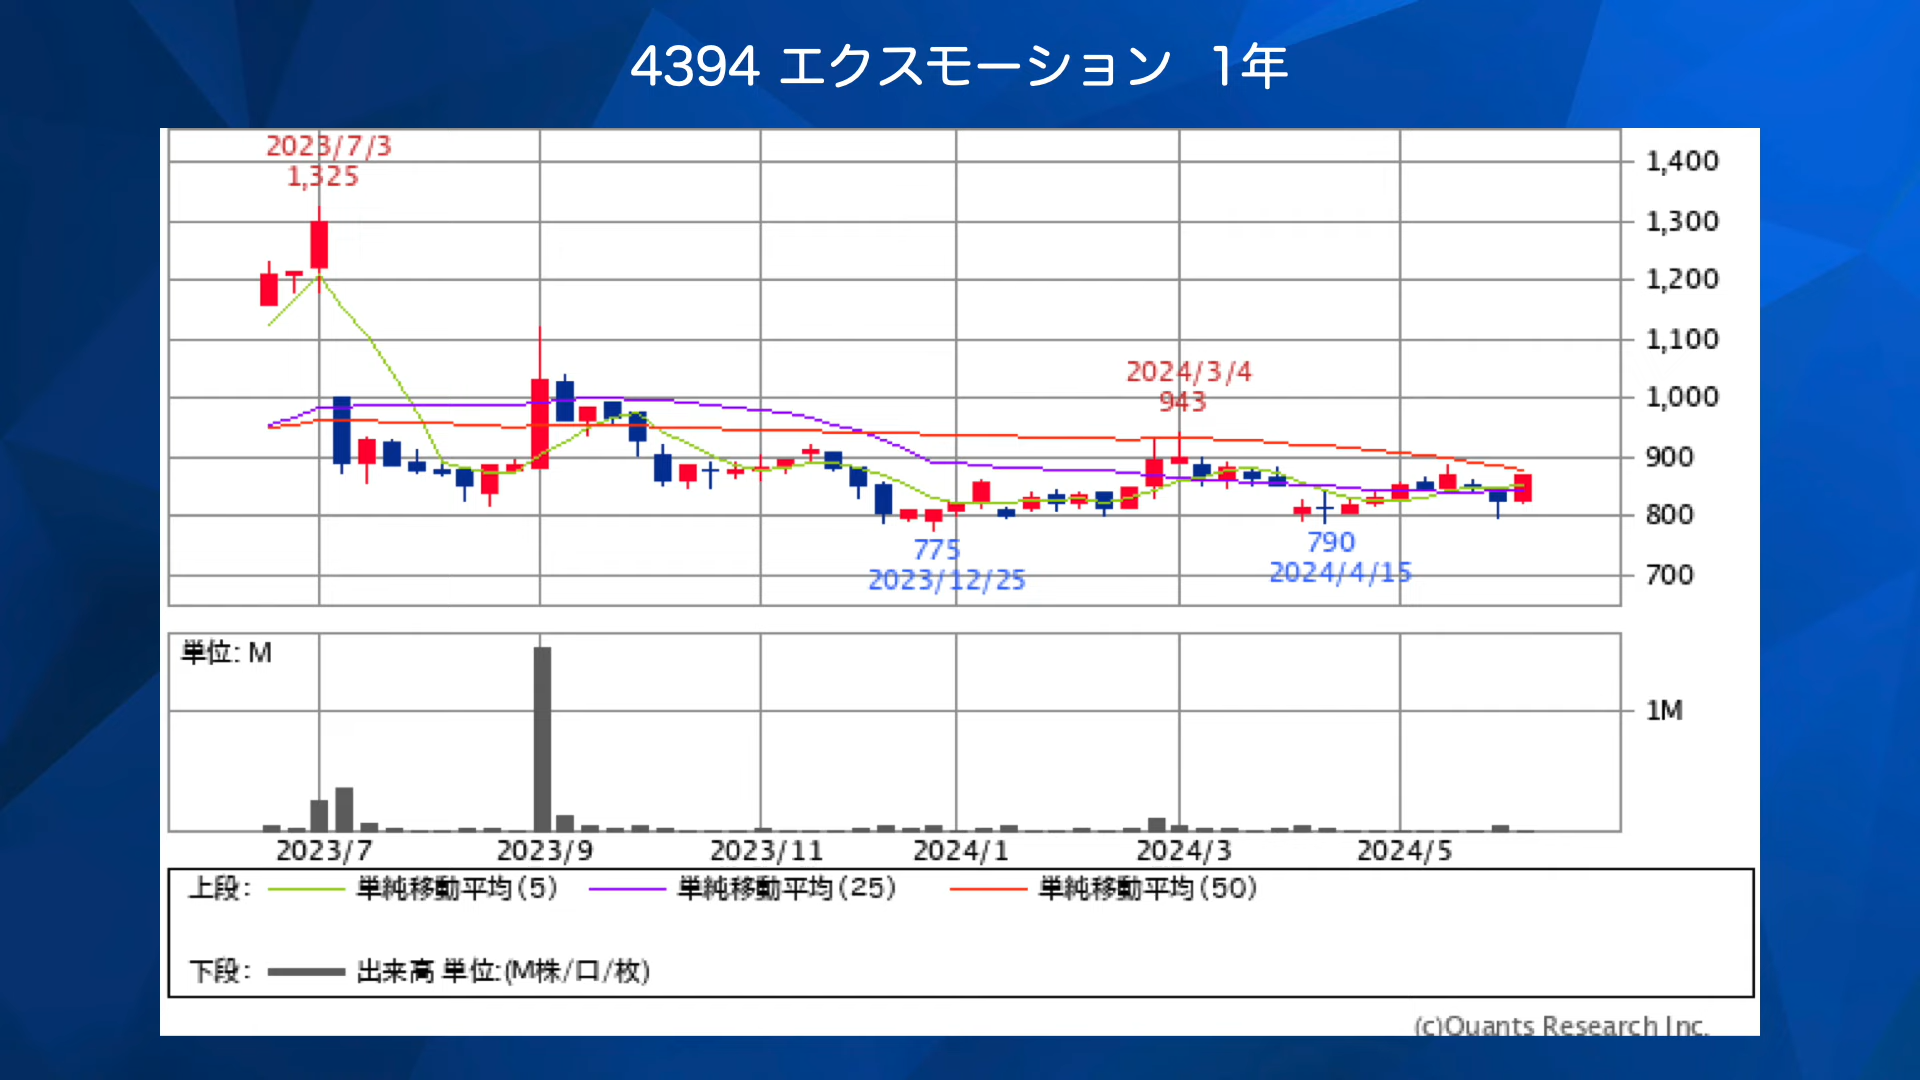 4394 エクスモーション 1年
2023/7/3
1,325
1,400
1,300
1,200
1,100
2024/3/4
943
1,000
900
800
775
2023/12/25
790
2024/4/15
700
単位: M
1M
2023/7 2023/9 2023/11 2024/1 2024/3 2024/5
上段: 単純移動平均(5) 単純移動平均(25) 単純移動平均(50)
下段: 出来高 単位:(M株/口/枚)
(c)Quants Research Inc.